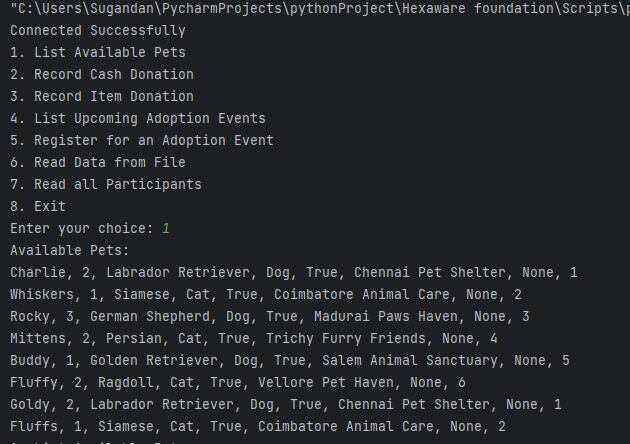 "C:\Users\Sugandan\PycharmProjects\pythonProject\Hexaware foundation\Scripts\p
Connected Successfully
1. List Available Pets
2. Record Cash Donation
3. Record Item Donation
4. List Upcoming Adoption Events
5. Register for an Adoption Event
6. Read Data from File
7. Read all Participants
8. Exit
Enter your choice: 1
Available Pets:
Charlie, 2, Labrador Retriever, Dog, True, Chennai Pet Shelter, None, 1
Whiskers, 1, Siamese, Cat, True, Coimbatore Animal Care, None, 2
Rocky, 3, German Shepherd, Dog, True, Madurai Paws Haven, None, 3
Mittens, 2, Persian, Cat, True, Trichy Furry Friends, None, 4
Buddy, 1, Golden Retriever, Dog, True, Salem Animal Sanctuary, None, 5
Fluffy, 2, Ragdoll, Cat, True, Vellore Pet Haven, None, 6
Goldy, 2, Labrador Retriever, Dog, True, Chennai Pet Shelter, None, 1
Fluffs, 1, Siamese, Cat, True, Coimbatore Animal Care, None, 2